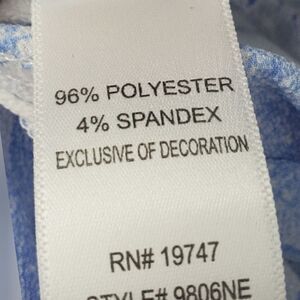 96% POLYESTER
4% SPANDEX
EXCLUSIVE OF DECORATION
RN# 19747
STYLE# 9806NE